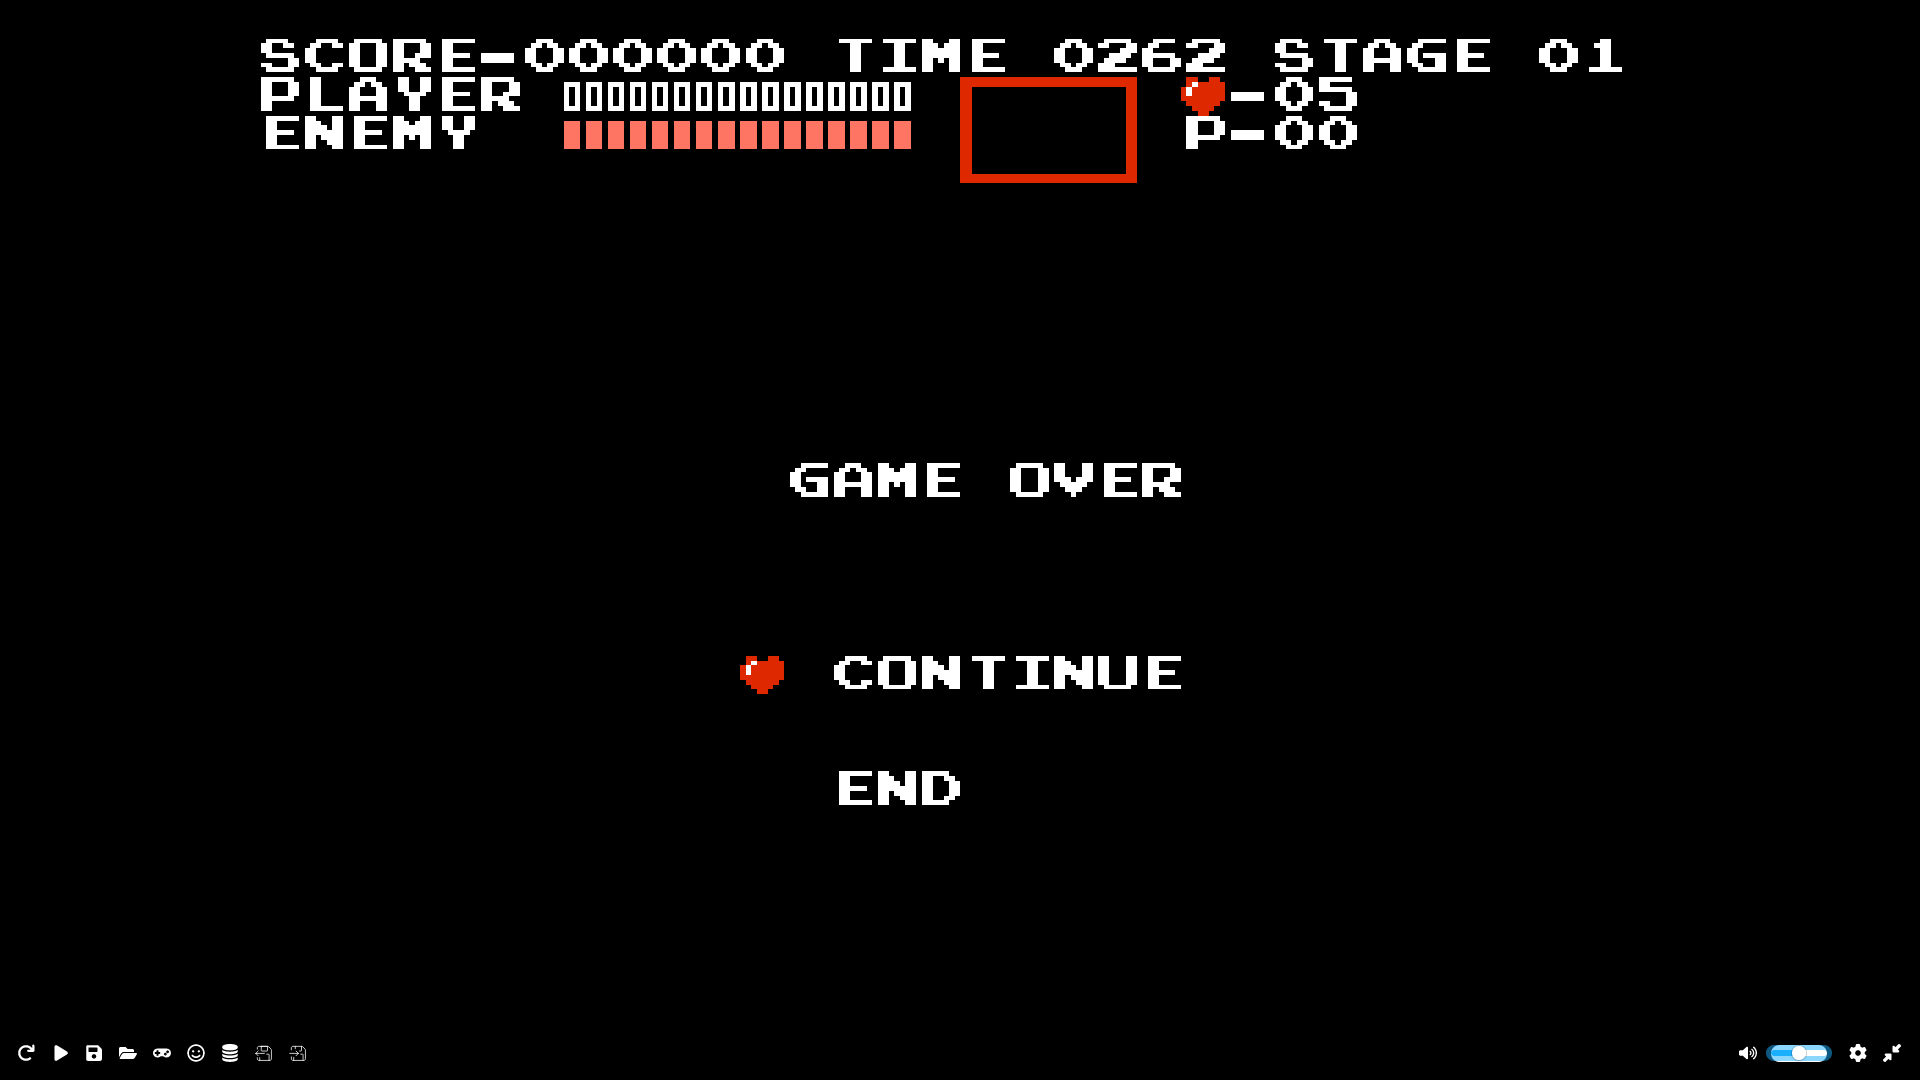 SCORE-000000 TIME 0262 STAGE 01
PLAYER -05
ENEMY P-00
GAME OVER
CONTINUE
END